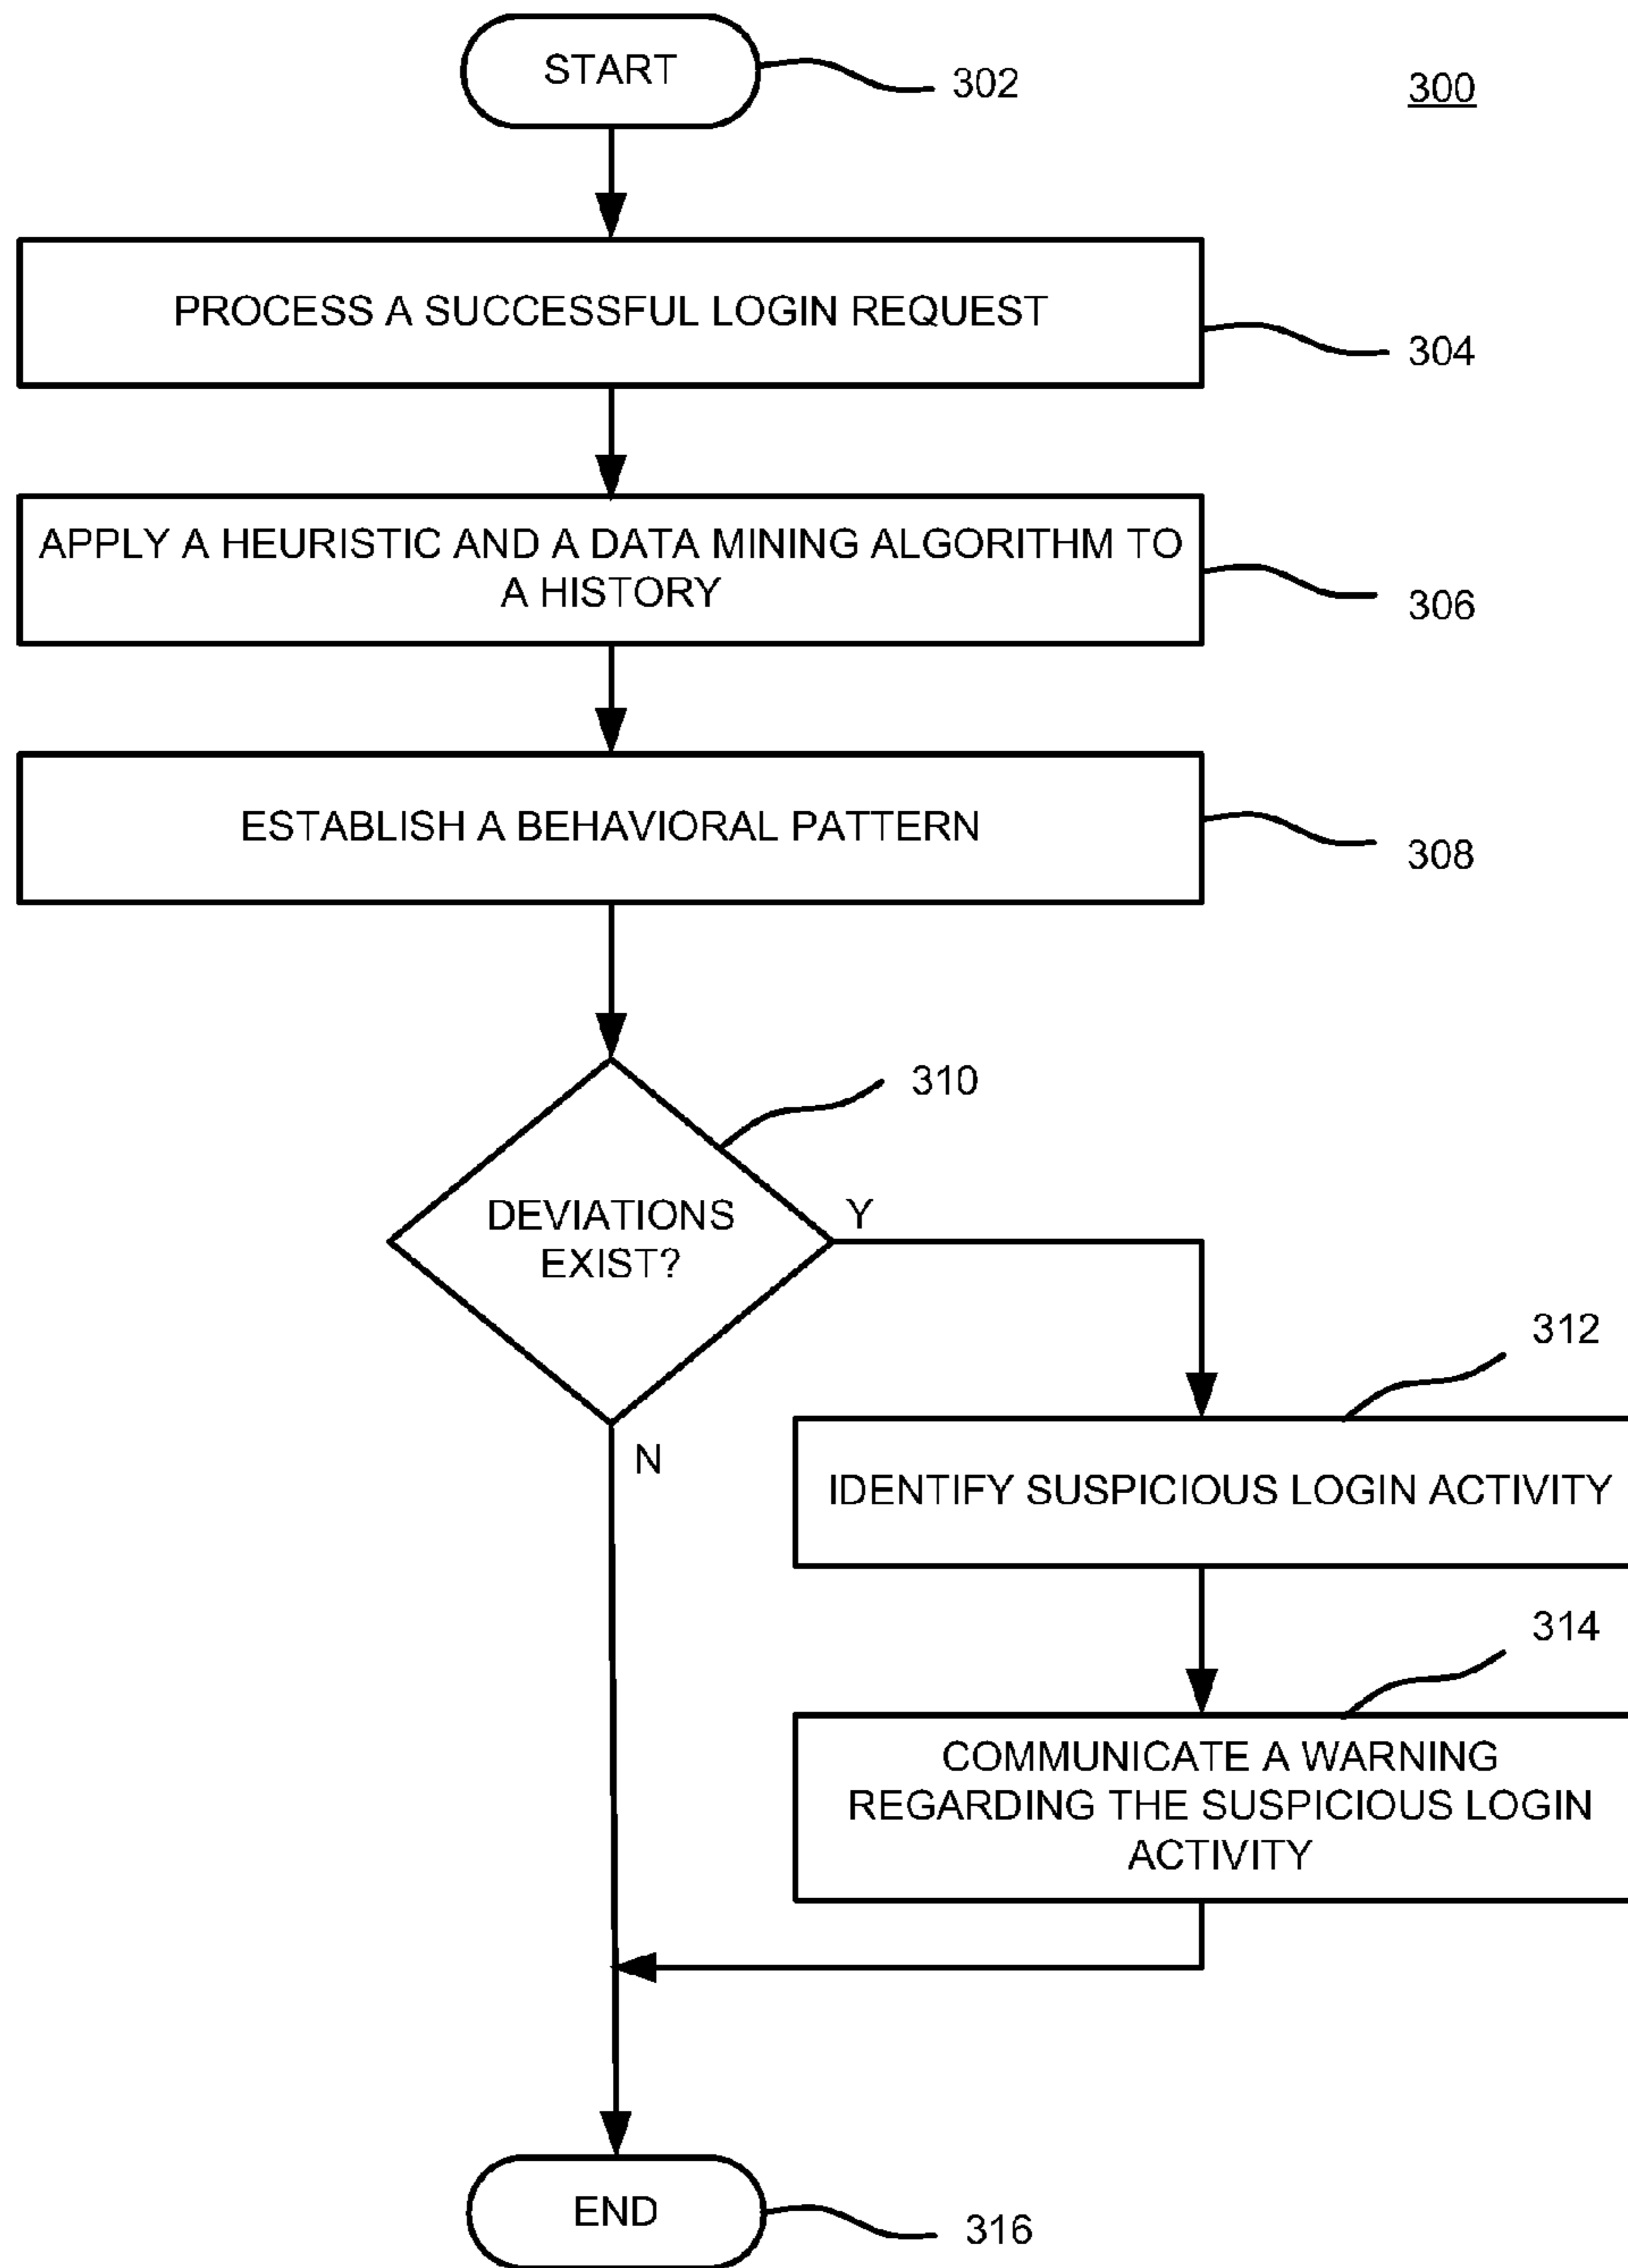 START
302
300
PROCESS A SUCCESSFUL LOGIN REQUEST
304
APPLY A HEURISTIC AND A DATA MINING ALGORITHM TO
A HISTORY
306
ESTABLISH A BEHAVIORAL PATTERN
308
310
DEVIATIONS
EXIST?
Y
N
312
IDENTIFY SUSPICIOUS LOGIN ACTIVITY
314
COMMUNICATE A WARNING
REGARDING THE SUSPICIOUS LOGIN
ACTIVITY
END
316